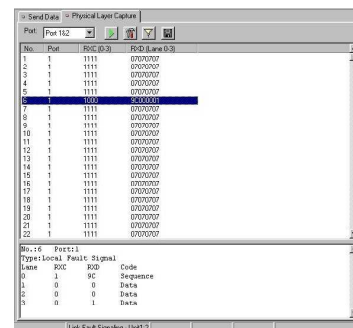 Send Data Physical Layer Capture
Port: Port 1&2
No. Port RXC (0-3) RXD (Lane 0-3)
1 1 1111 07070707
2 1 1111 07070707
3 1 1111 07070707
4 1 1111 07070707
5 1 1111 07070707
6 1 1000 9C000001
7 1 1111 07070707
8 1 1111 07070707
9 1 1111 07070707
10 1 1111 07070707
11 1 1111 07070707
12 1 1111 07070707
13 1 1111 07070707
14 1 1111 07070707
15 1 1111 07070707
16 1 1111 07070707
17 1 1111 07070707
18 1 1111 07070707
19 1 1111 07070707
20 1 1111 07070707
21 1 1111 07070707
22 1 1111 07070707
No.:6 Port:1
Type:Local Fault Signal
Lane RXC RXD Code
0 1 9C Sequence
1 0 0 Data
2 0 0 Data
3 0 1 Data
Link Fault Signaling Unit1:2